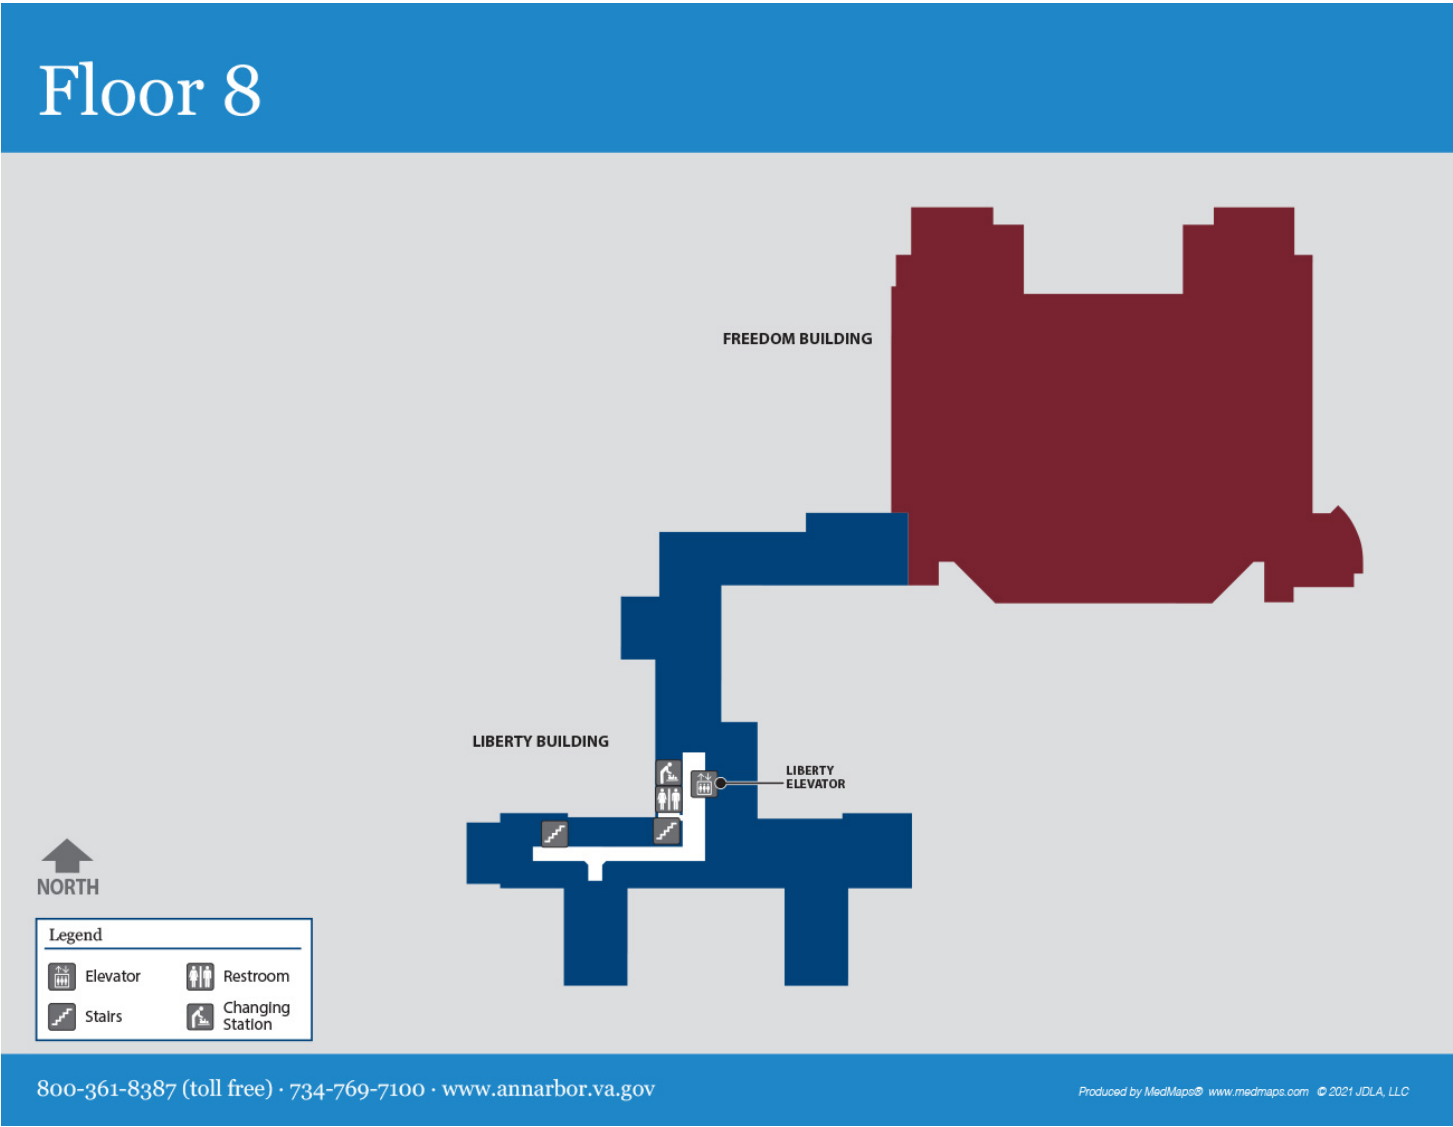 Floor 8
FREEDOM BUILDING
LIBERTY BUILDING
LIBERTY
ELEVATOR
NORTH
Legend
Elevator
Restroom
Stairs
Changing
Station
800-361-8387 (toll free) · 734-769-7100 · www.annarbor.va.gov
Produced by MedMaps® www.medmaps.com © 2021 JDLA, LLC